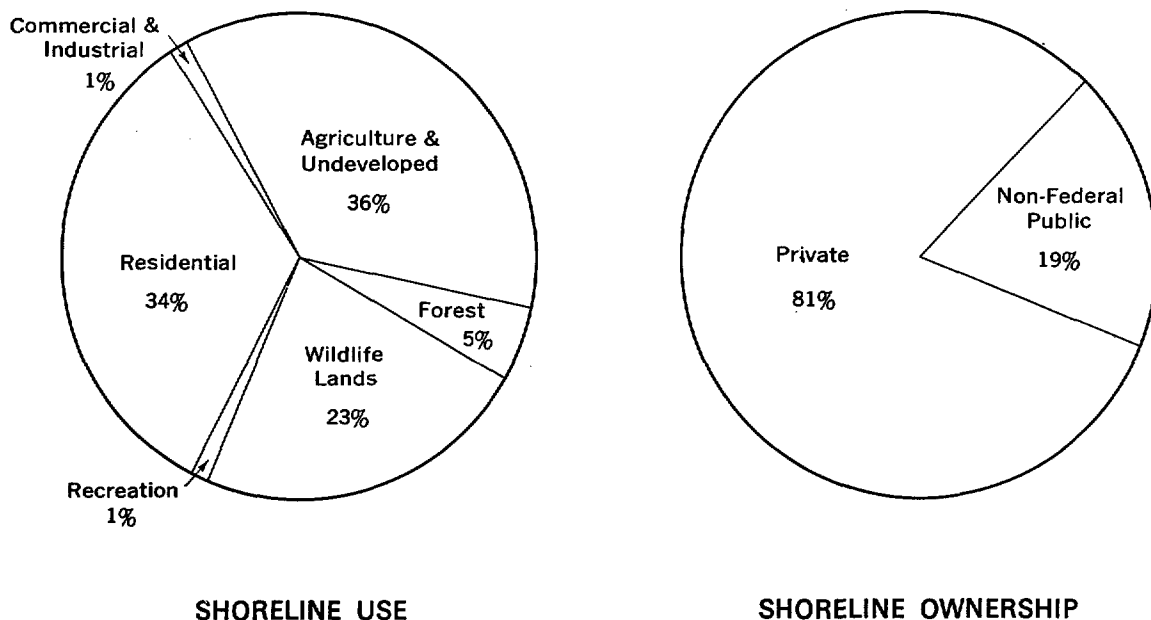 Commercial &
Industrial
1%
Agriculture &
Undeveloped
36%
Residential
34%
Forest
5%
Wildlife
Lands
23%
Recreation
1%
SHORELINE USE
Private
81%
Non-Federal
Public
19%
SHORELINE OWNERSHIP